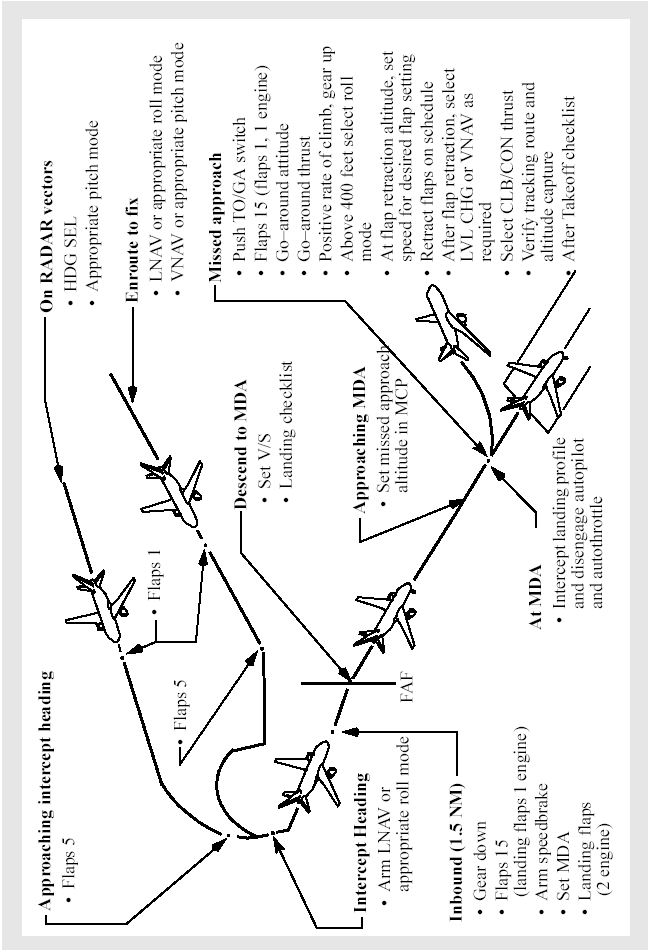 On RADAR vectors
• HDG SEL
• Appropriate pitch mode
Enroute to fix
• LNAV or appropriate roll mode
• VNAV or appropriate pitch mode
Missed approach
• Push TO/GA switch
• Flaps 15 (flaps 1, 1 engine)
• Go–around attitude
• Go–around thrust
• Positive rate of climb, gear up
• Above 400 feet select roll
mode
• At flap retraction altitude, set
speed for desired flap setting
• Retract flaps on schedule
• After flap retraction, select
LVL CHG or VNAV as
required
• Select CLB/CON thrust
• Verify tracking route and
altitude capture
• After Takeoff checklist
• Flaps 1
Descend to MDA
• Set V/S
• Landing checklist
Approaching MDA
• Set missed approach
altitude in MCP
At MDA
• Intercept landing profile
and disengage autopilot
and autothrottle
Approaching intercept heading
• Flaps 5
• Flaps 5
FAF
Intercept Heading
• Arm LNAV or
appropriate roll mode
Inbound (1.5 NM)
• Gear down
• Flaps 15
(landing flaps 1 engine)
• Arm speedbrake
• Set MDA
• Landing flaps
(2 engine)